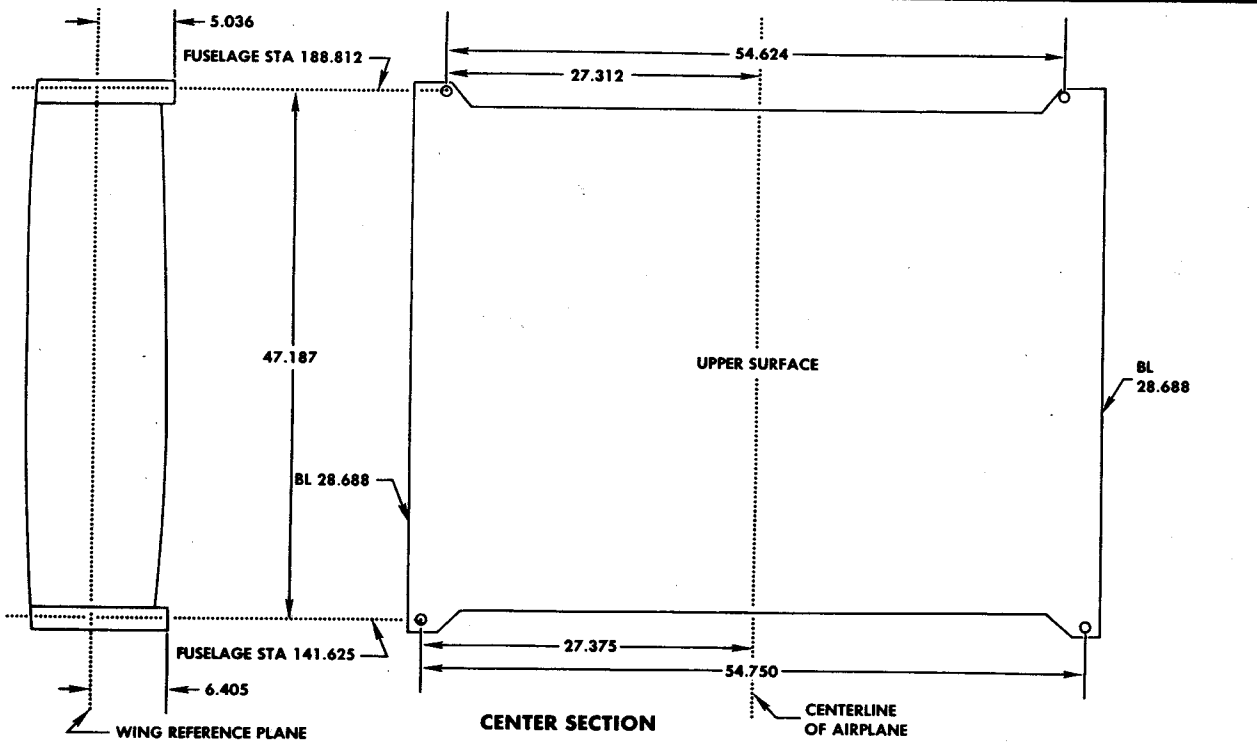 5.036
FUSELAGE STA 188.812
54.624
27.312
47.187
UPPER SURFACE
BL
28.688
BL 28.688
27.375
FUSELAGE STA 141.625
54.750
6.405
CENTER SECTION
CENTERLINE
OF AIRPLANE
WING REFERENCE PLANE